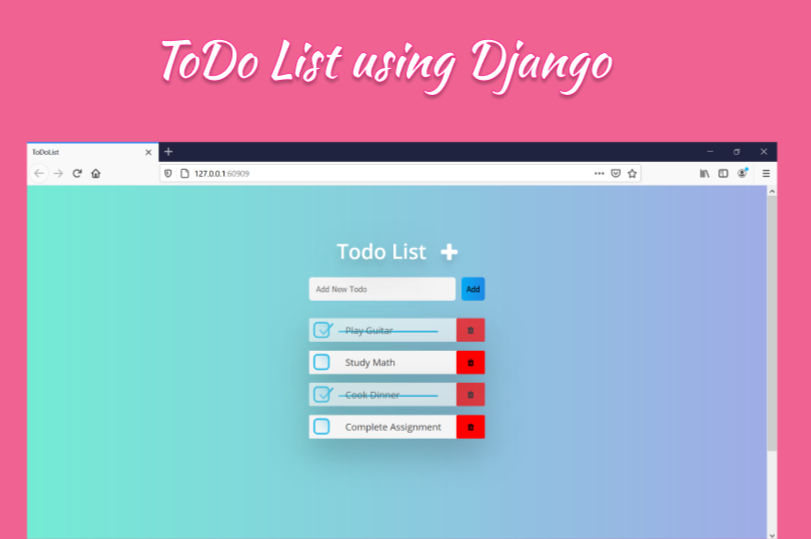 ToDo List using Django
ToDoList
127.0.0.1:60909
Todo List
Add New Todo
Add
Play Guitar
Study Math
Cook Dinner
Complete Assignment